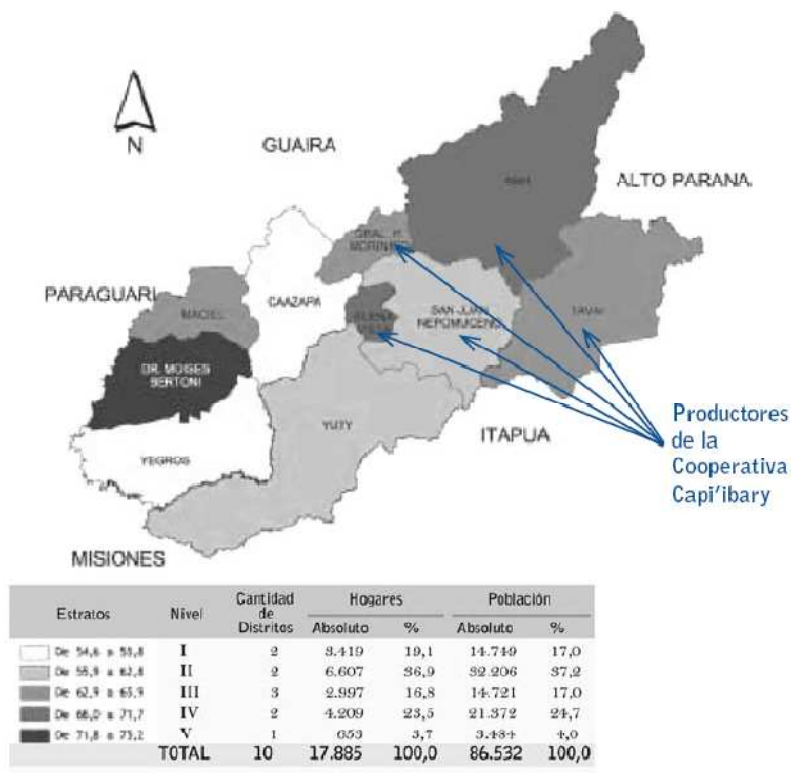 N
GUAIRA
ALTO PARANA
GRAL. H.
MORINIGO
PARAGUARI
CAAZAPA
MACIEL
BUENA
VISTA
SAN JUAN
NEPOMUCENO
TAVAI
DR. MOISES
BERTONI
YUTY
ITAPUA
YEGROS
MISIONES
Productores
de la
Cooperativa
Capi'ibary
Estratos Nivel Cantidad de Distritos Hogares Población
Absoluto % Absoluto %
I 2 3.419 19,1 14.749 17,0
II 2 6.607 36,9 32.206 37,2
III 3 2.997 16,8 14.721 17,0
IV 2 4.209 23,5 21.372 24,7
V 1 653 3,7 3.484 4,0
TOTAL 10 17.885 100,0 86.532 100,0